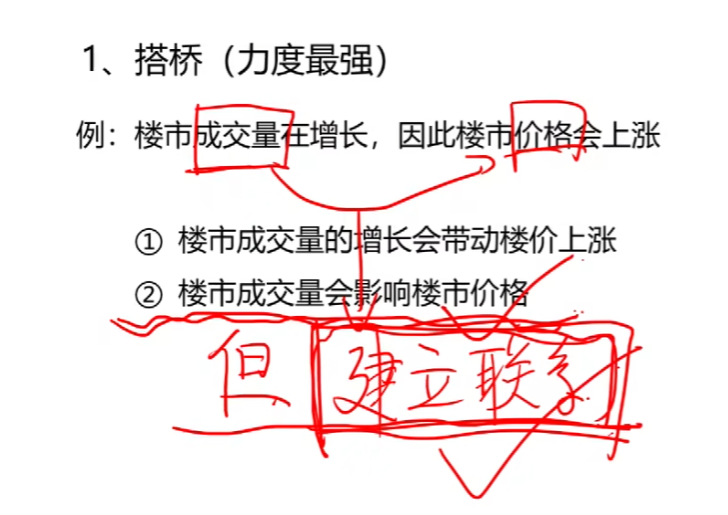 1、搭桥（力度最强）
例：楼市成交量在增长，因此楼市价格会上涨
① 楼市成交量的增长会带动楼价上涨
② 楼市成交量会影响楼市价格
但 建立联系